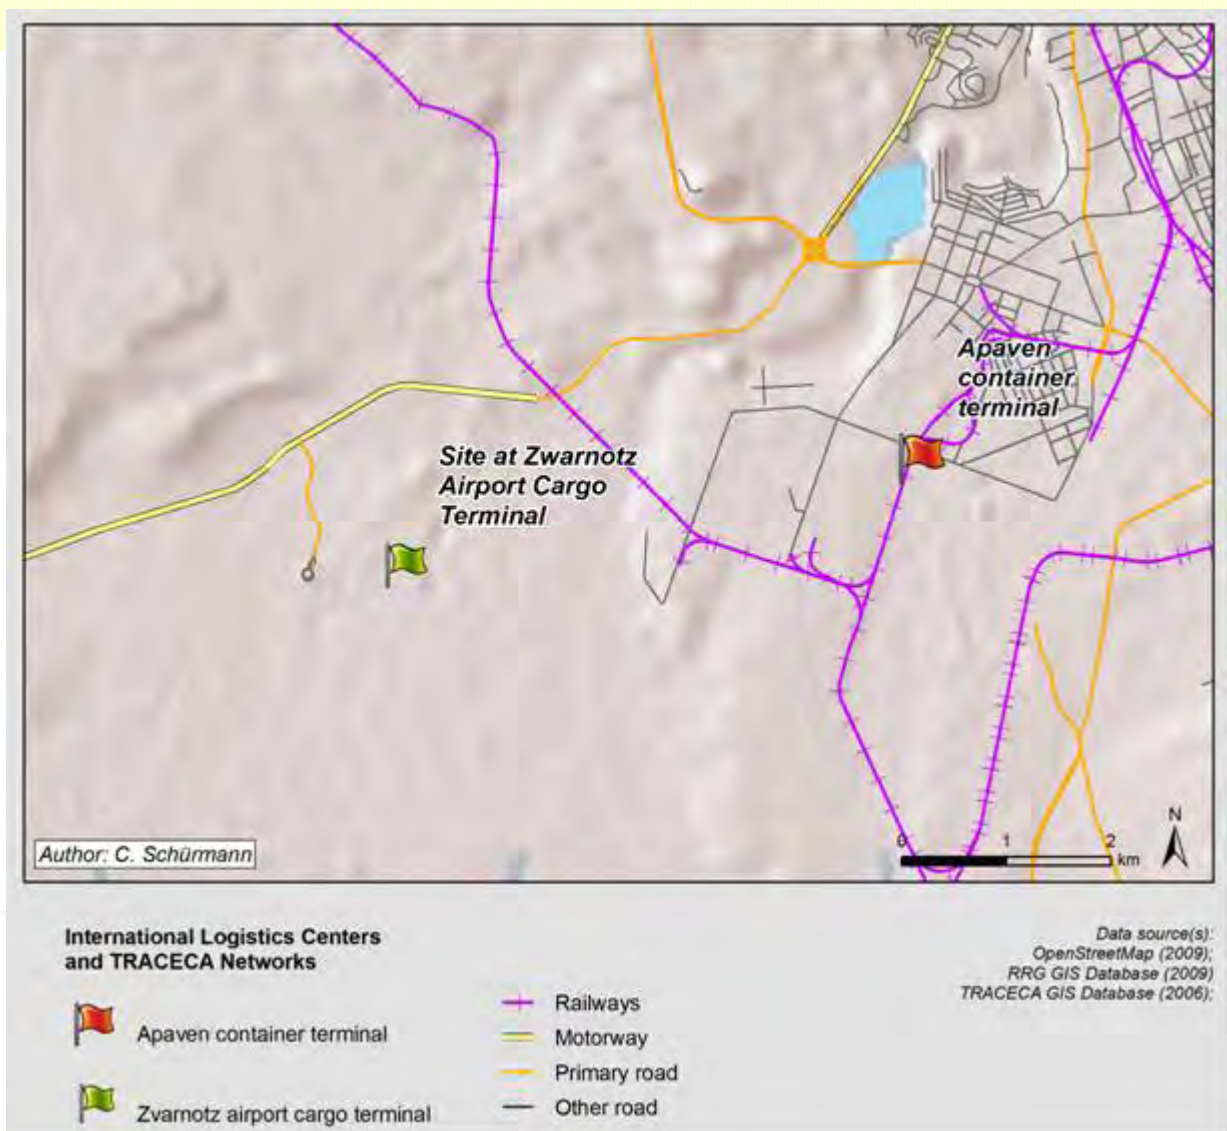 Apaven
container
terminal
Site at Zwarnotz
Airport Cargo
Terminal
N
0 1 2
km
Author: C. Schürmann
International Logistics Centers
and TRACECA Networks
Apaven container terminal
Zvarnotz airport cargo terminal
Railways
Motorway
Primary road
Other road
Data source(s):
OpenStreetMap (2009);
RRG GIS Database (2009)
TRACECA GIS Database (2006);